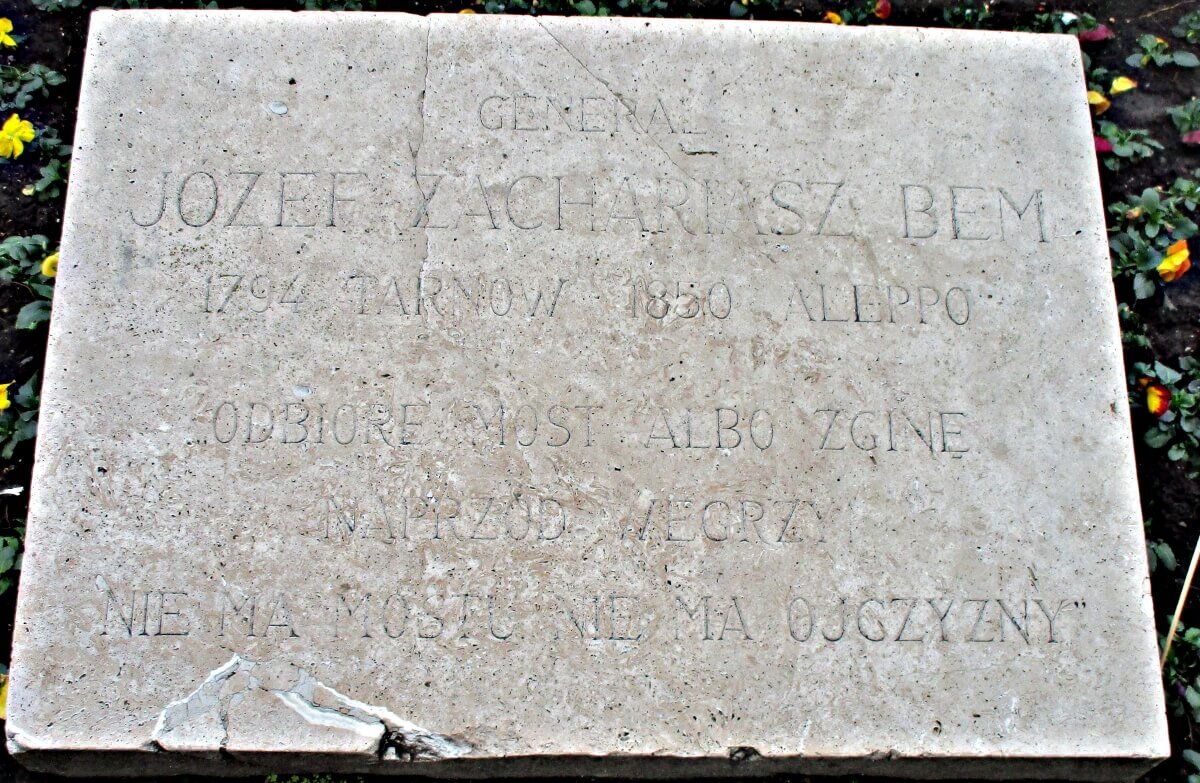 GENERAŁ
JÓZEF ZACHARIASZ BEM
1794 TARNÓW 1850 ALEPPO
„ODBIORĘ MOST ALBO ZGINĘ
NAPRZÓD WĘGRZY
NIE MA MOSTU NIE MA OJCZYZNY"